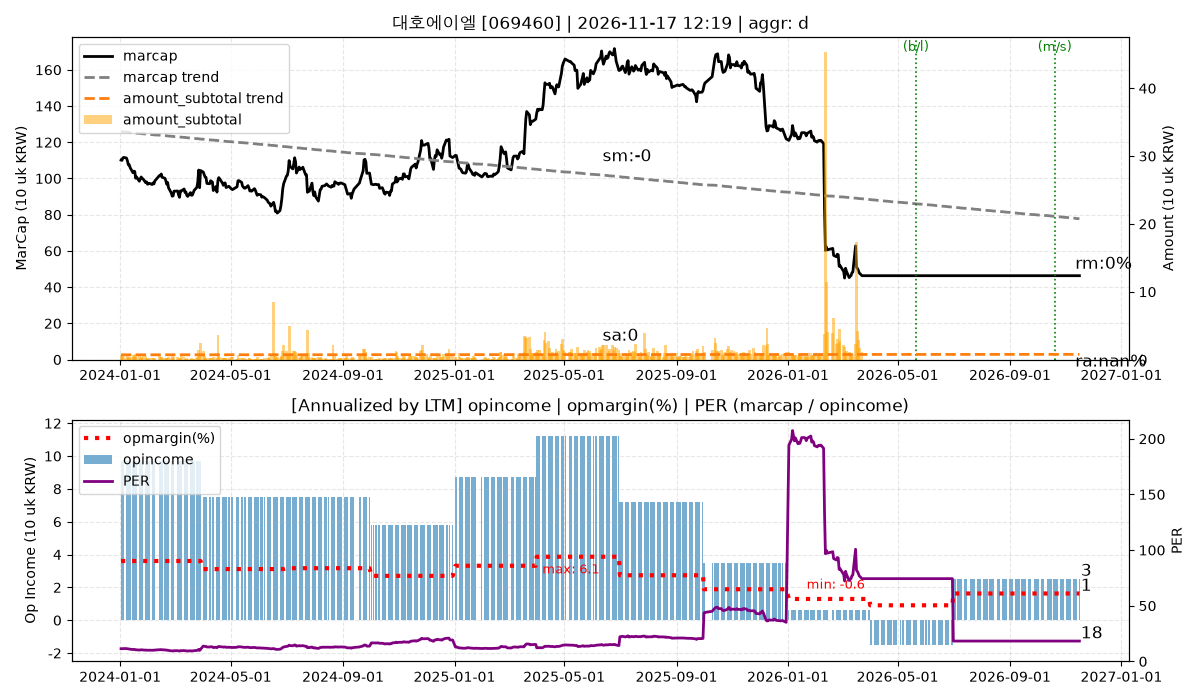 대호에이엘 [069460] | 2026-11-17 12:19 | aggr: d
marcap
marcap trend
amount_subtotal trend
amount_subtotal
(b/l)
(m/s)
sm:-0
rm:0%
sa:0
ra:nan%
MarCap (10 uk KRW)
160
140
120
100
80
60
40
20
0
Amount (10 uk KRW)
40
30
20
10
0
2024-01-01
2024-05-01
2024-09-01
2025-01-01
2025-05-01
2025-09-01
2026-01-01
2026-05-01
2026-09-01
2027-01-01
[Annualized by LTM] opincome | opmargin(%) | PER (marcap / opincome)
opmargin(%)
opincome
PER
max: 6.1
min: -0.6
3
1
18
Op Income (10 uk KRW)
12
10
8
6
4
2
0
-2
PER
200
150
100
50
0
2024-01-01
2024-05-01
2024-09-01
2025-01-01
2025-05-01
2025-09-01
2026-01-01
2026-05-01
2026-09-01
2027-01-01